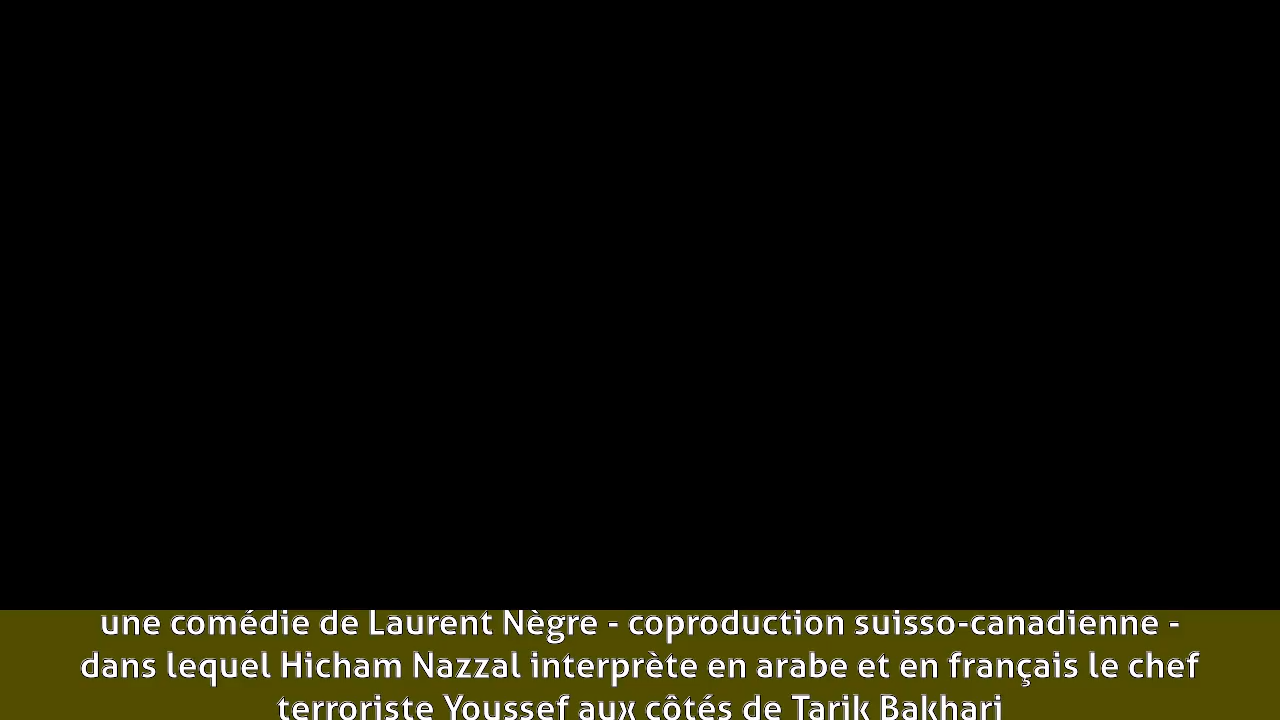 une comédie de Laurent Nègre - coproduction suisso-canadienne -
dans lequel Hicham Nazzal interprète en arabe et en français le chef
terroriste Youssef aux côtés de Tarik Bakhari